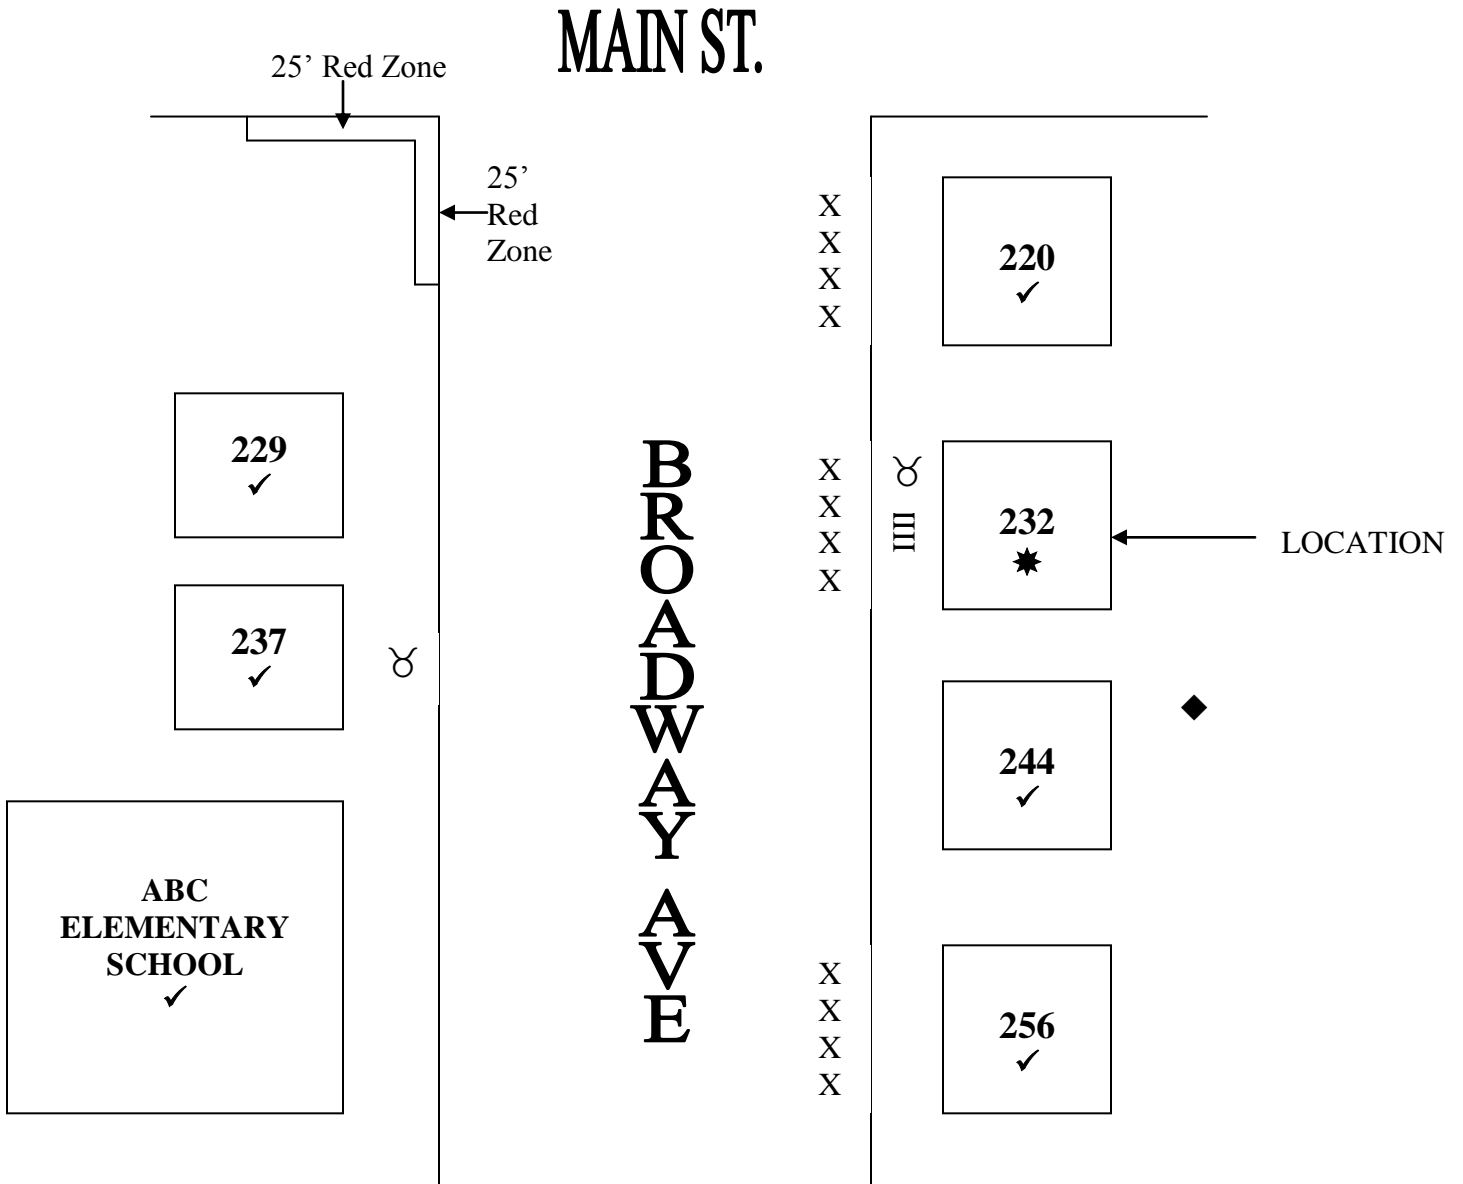 MAIN ST.
25’ Red Zone
25’
Red
Zone
X
X
X
X
220
✓
229
✓
BROADWAY AVE
X
X
X
X
♉
IIII
232
✸
LOCATION
237
✓
♉
244
✓
◆
ABC
ELEMENTARY
SCHOOL
✓
X
X
X
X
256
✓